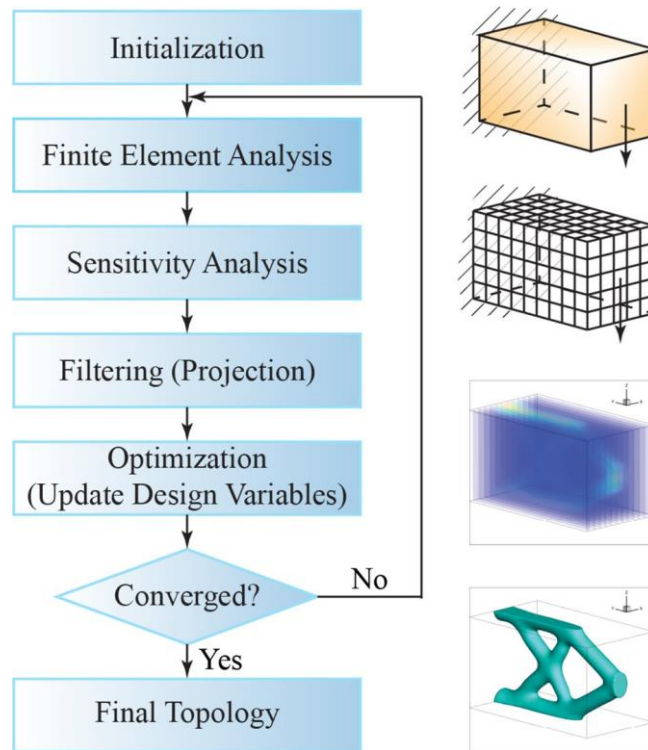 Initialization
Finite Element Analysis
Sensitivity Analysis
Filtering (Projection)
Optimization
(Update Design Variables)
Converged?
No
Yes
Final Topology